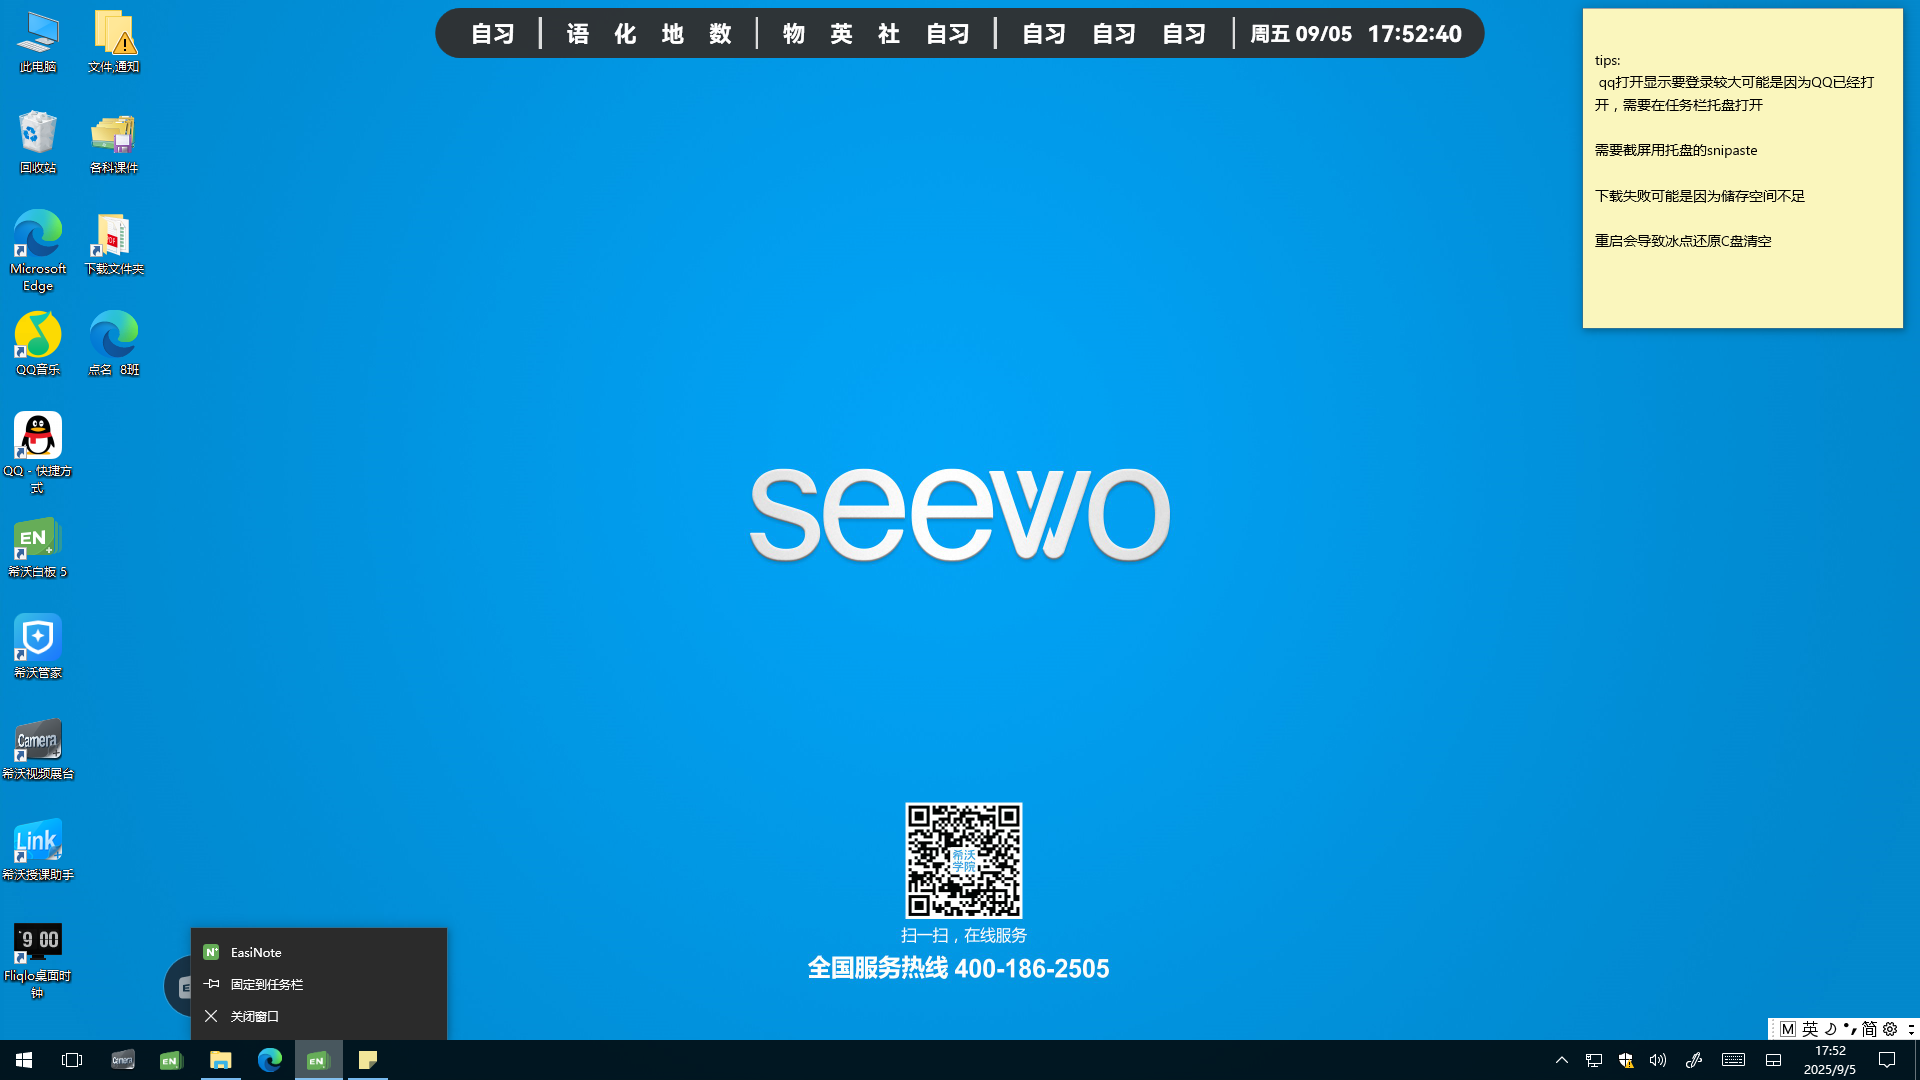 自习 | 语 化 地 数 | 物 英 社 自习 | 自习 自习 自习 | 周五 09/05 17:52:40
此电脑
文件,通知
回收站
各科课件
Microsoft
Edge
下载文件夹
QQ音乐
点名 8班
QQ - 快捷方
式
EN
希沃白板 5
希沃管家
Camera
希沃视频展台
Link
希沃授课助手
9 00
Fliqlo桌面时
钟
tips:
qq打开显示要登录较大可能是因为QQ已经打
开，需要在任务栏托盘打开
需要截屏用托盘的snipaste
下载失败可能是因为储存空间不足
重启会导致冰点还原C盘清空
seewo
希沃
学院
扫一扫，在线服务
全国服务热线 400-186-2505
EasiNote
固定到任务栏
关闭窗口
M 英 简
Camera
EN
EN
17:52
2025/9/5